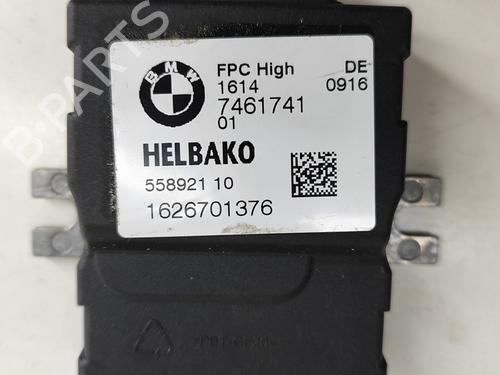 B-PARTS
BMW
FPC High DE
1614 0916
7461741
01
HELBAKO
558921 10
1626701376